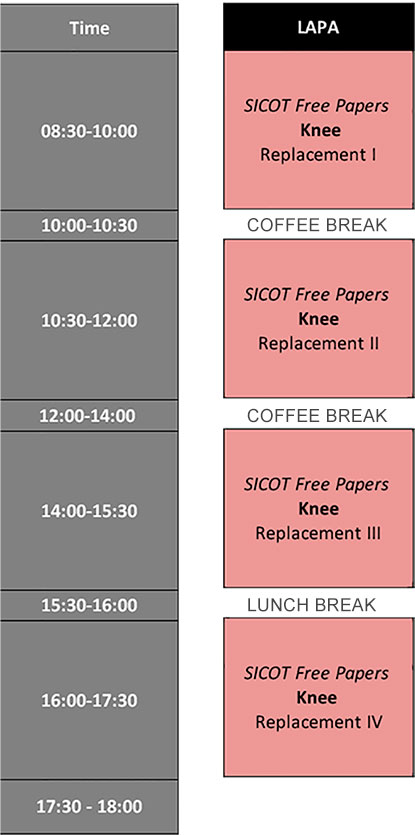 Time LAPA
08:30-10:00
SICOT Free Papers
Knee
Replacement I
10:00-10:30 COFFEE BREAK
10:30-12:00
SICOT Free Papers
Knee
Replacement II
12:00-14:00 COFFEE BREAK
14:00-15:30
SICOT Free Papers
Knee
Replacement III
15:30-16:00 LUNCH BREAK
16:00-17:30
SICOT Free Papers
Knee
Replacement IV
17:30 - 18:00